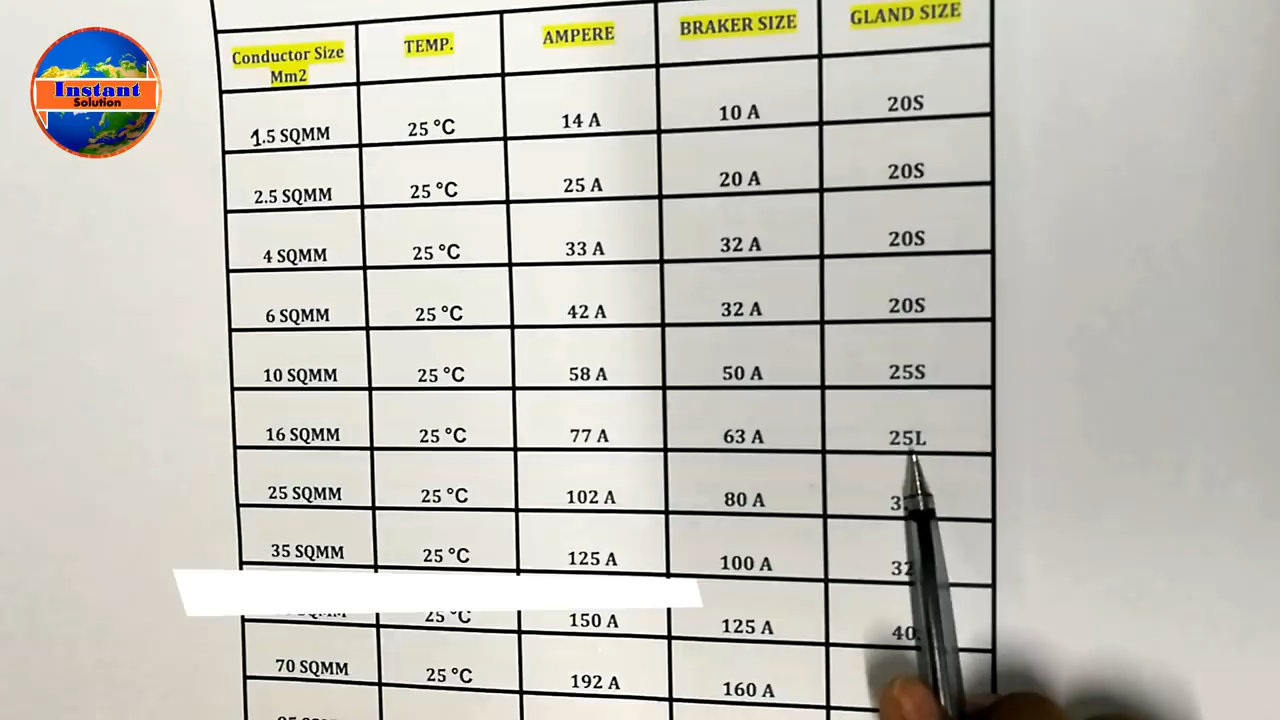 Instant
Solution
Conductor Size
Mm2
TEMP.
AMPERE
BRAKER SIZE
GLAND SIZE
1.5 SQMM 25 °C 14 A 10 A 20S
2.5 SQMM 25 °C 25 A 20 A 20S
4 SQMM 25 °C 33 A 32 A 20S
6 SQMM 25 °C 42 A 32 A 20S
10 SQMM 25 °C 58 A 50 A 25S
16 SQMM 25 °C 77 A 63 A 25L
25 SQMM 25 °C 102 A 80 A
35 SQMM 25 °C 125 A 100 A 32
25 °C 150 A 125 A 40
70 SQMM 25 °C 192 A 160 A